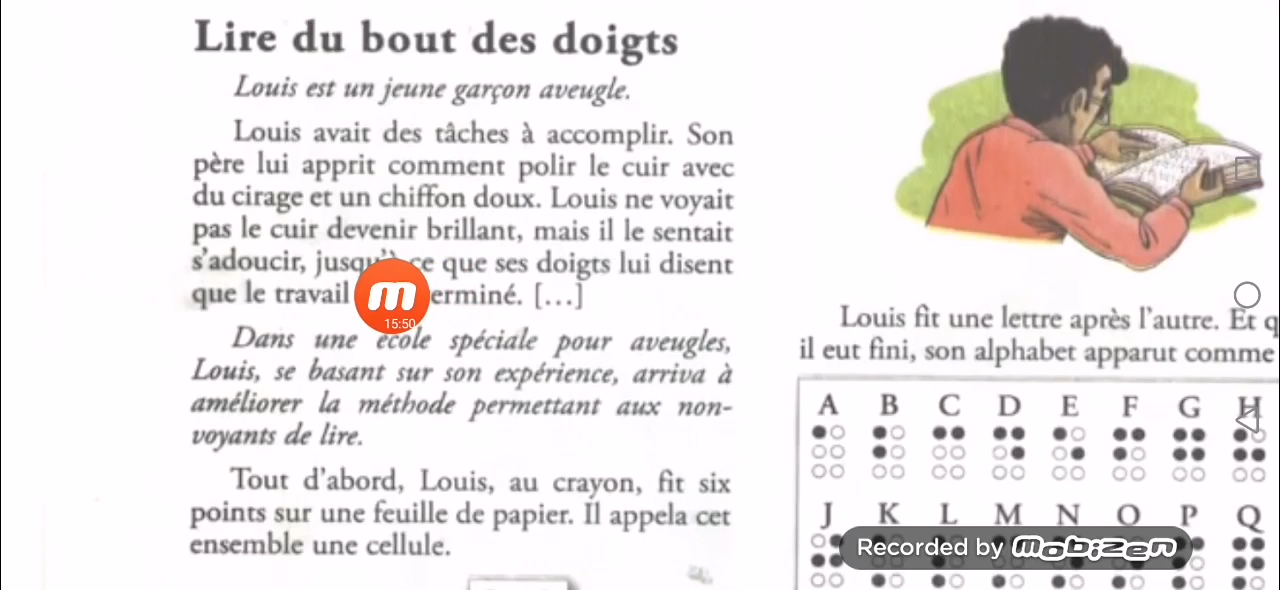 Lire du bout des doigts
Louis est un jeune garçon aveugle.
Louis avait des tâches à accomplir. Son
père lui apprit comment polir le cuir avec
du cirage et un chiffon doux. Louis ne voyait
pas le cuir devenir brillant, mais il le sentait
s'adoucir, ce que ses doigts lui disent
que le travail [...]
15:50
Dans une école spéciale pour aveugles,
Louis, se basant sur son expérience, arriva à
améliorer la méthode permettant aux non-
voyants de lire.
Tout d'abord, Louis, au crayon, fit six
points sur une feuille de papier. Il appela cet
ensemble une cellule.
Louis fit une lettre après l'autre. Et
il eut fini, son alphabet apparut comme
A B C D E F G H
J K L M N O P Q
Recorded by mobizen